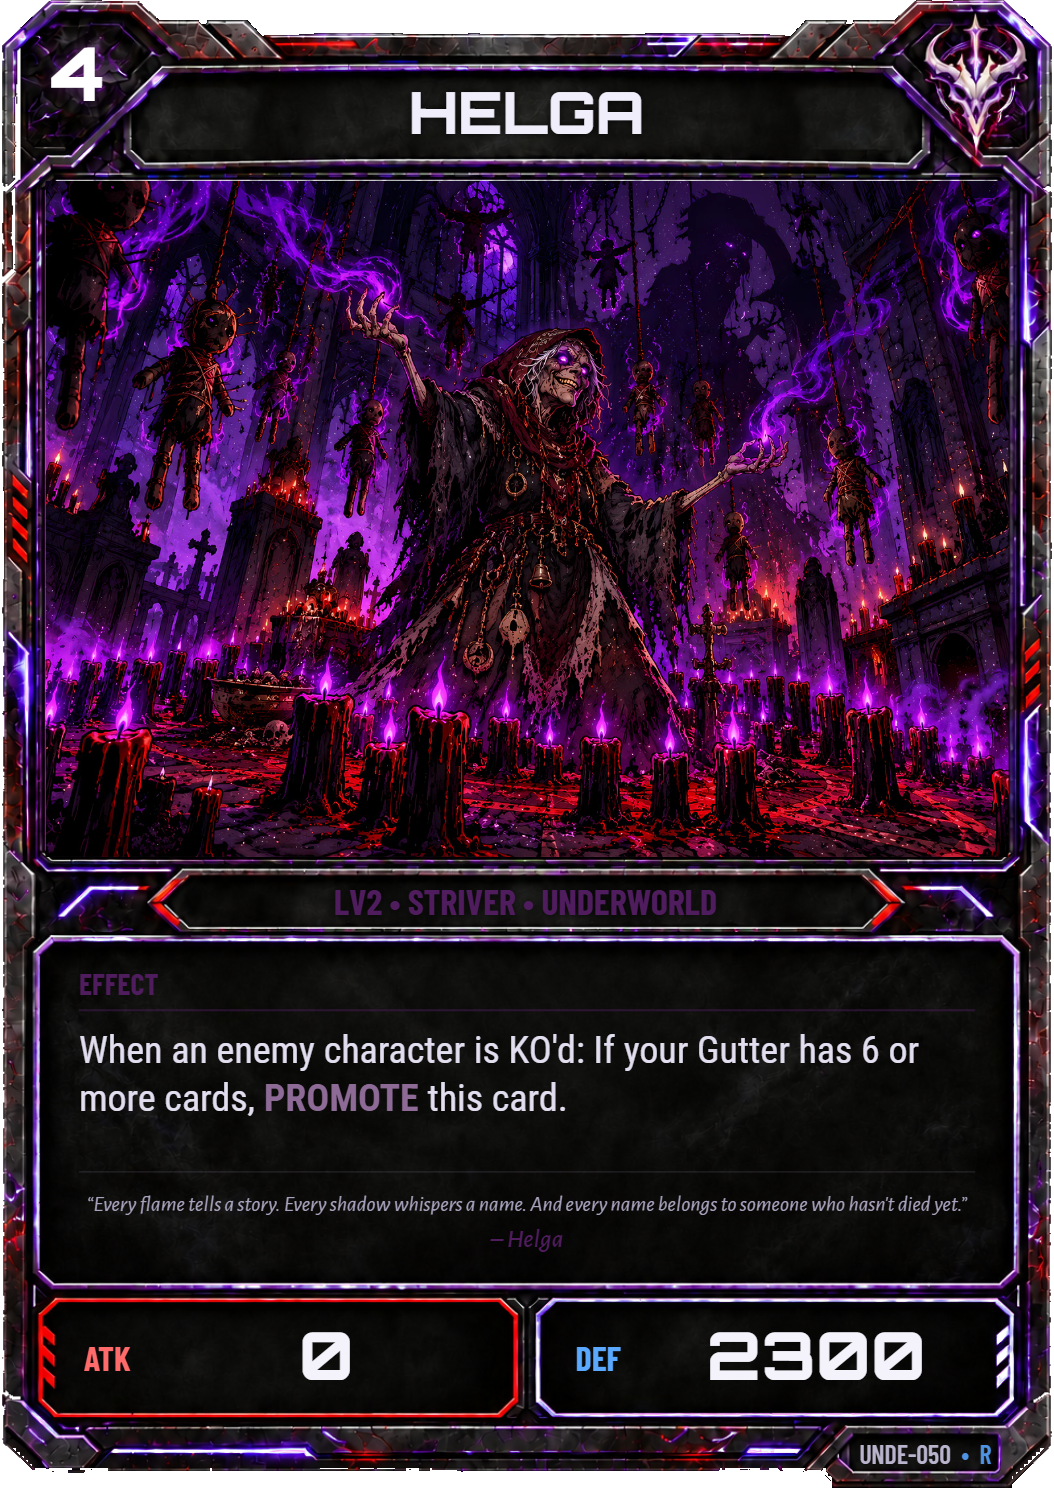 4
HELGA
LV2 • STRIVER • UNDERWORLD
EFFECT
When an enemy character is KO'd: If your Gutter has 6 or
more cards, PROMOTE this card.
“Every flame tells a story. Every shadow whispers a name. And every name belongs to someone who hasn't died yet.”
– Helga
ATK 0
DEF 2300
UNDE-050 • R